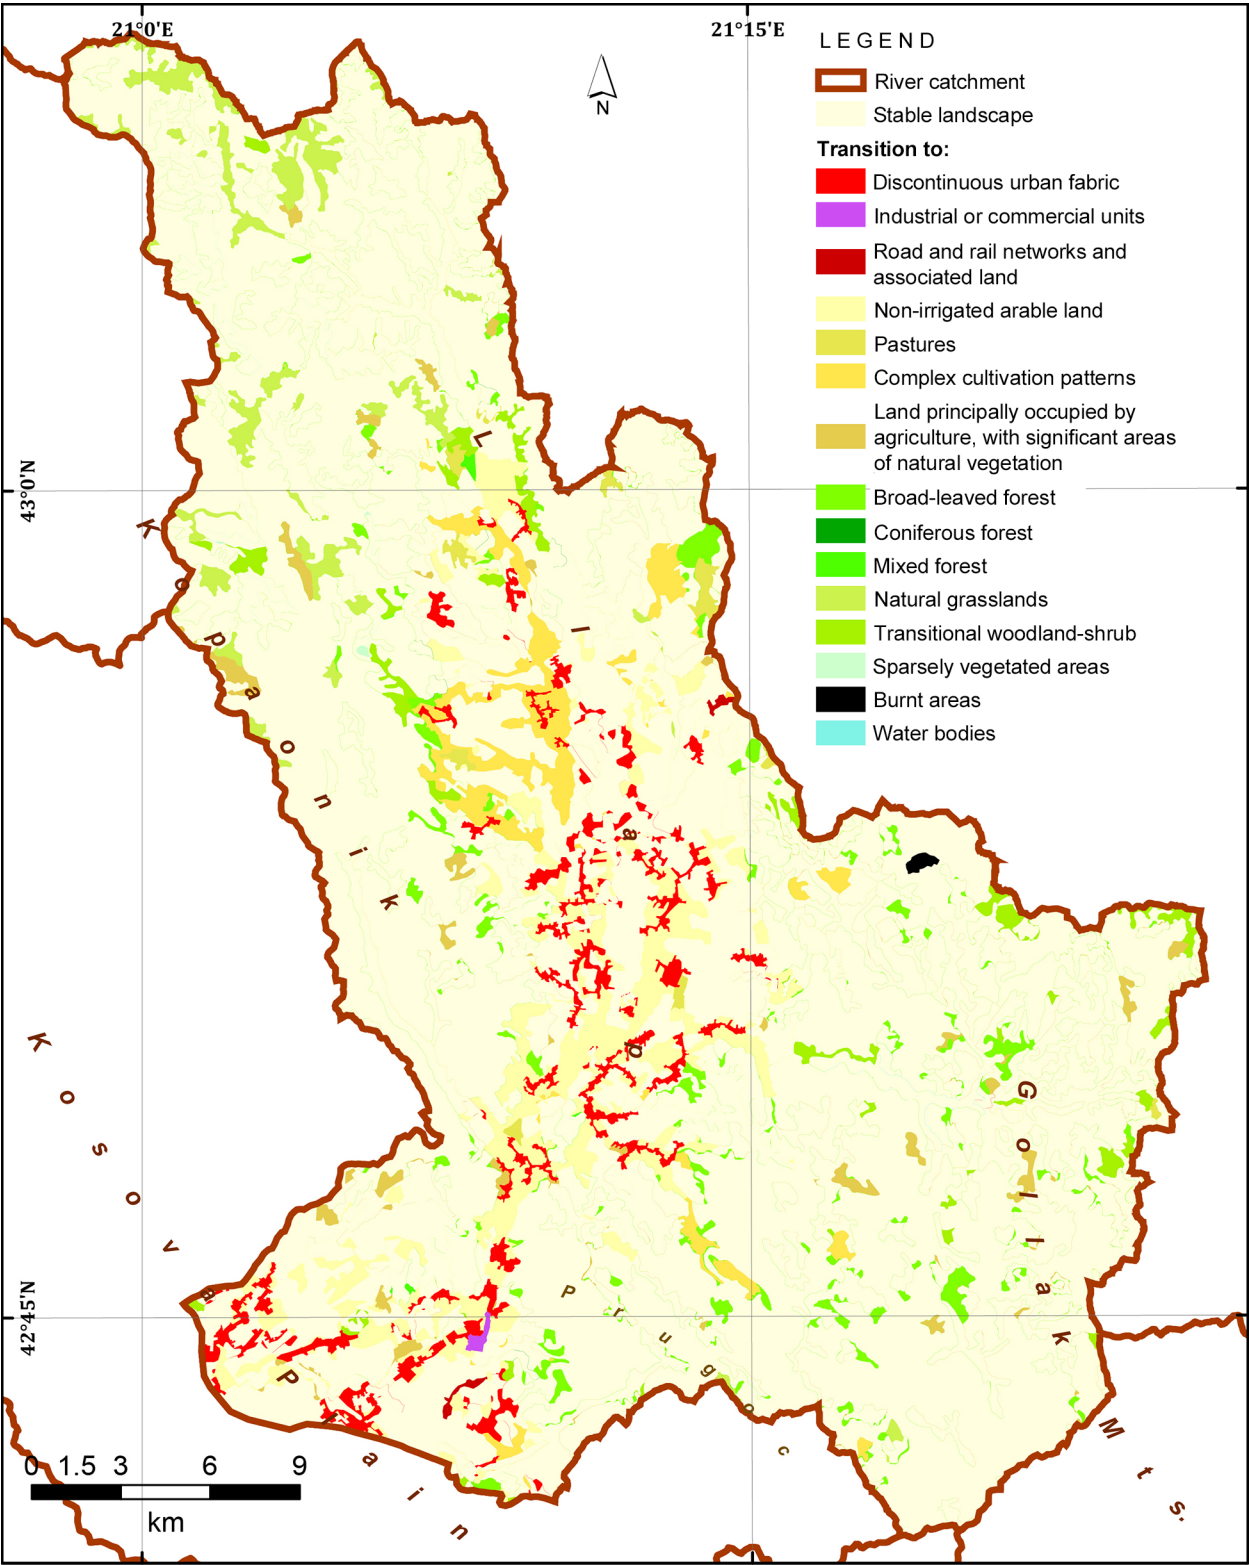 21°0'E
21°15'E
LEGEND
River catchment
Stable landscape
Transition to:
Discontinuous urban fabric
Industrial or commercial units
Road and rail networks and
associated land
Non-irrigated arable land
Pastures
Complex cultivation patterns
Land principally occupied by
agriculture, with significant areas
of natural vegetation
Broad-leaved forest
Coniferous forest
Mixed forest
Natural grasslands
Transitional woodland-shrub
Sparsely vegetated areas
Burnt areas
Water bodies
N
43°0'N
42°45'N
Kopaonik
Llap
Gollak Mts.
Prugoc
Kosova Plain
0 1.5 3 6 9
km